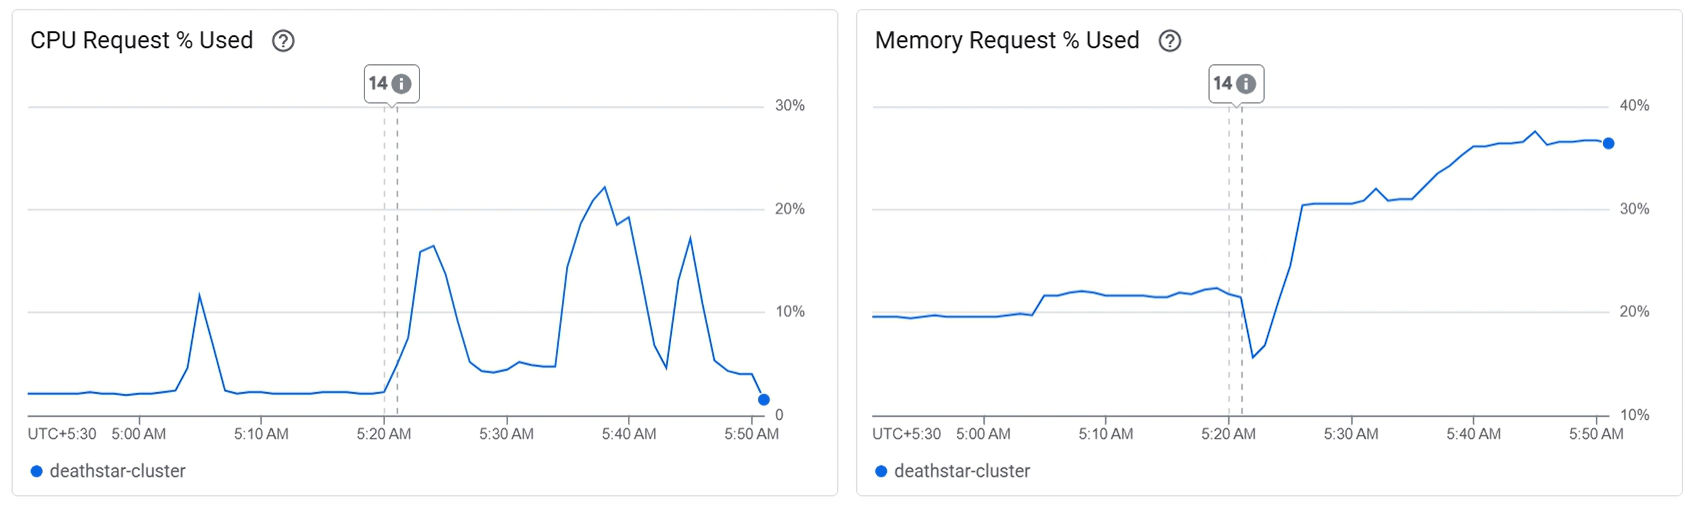 CPU Request % Used
14
30%
20%
10%
0
UTC+5:30 5:00 AM 5:10 AM 5:20 AM 5:30 AM 5:40 AM 5:50 AM
deathstar-cluster
Memory Request % Used
14
40%
30%
20%
10%
UTC+5:30 5:00 AM 5:10 AM 5:20 AM 5:30 AM 5:40 AM 5:50 AM
deathstar-cluster